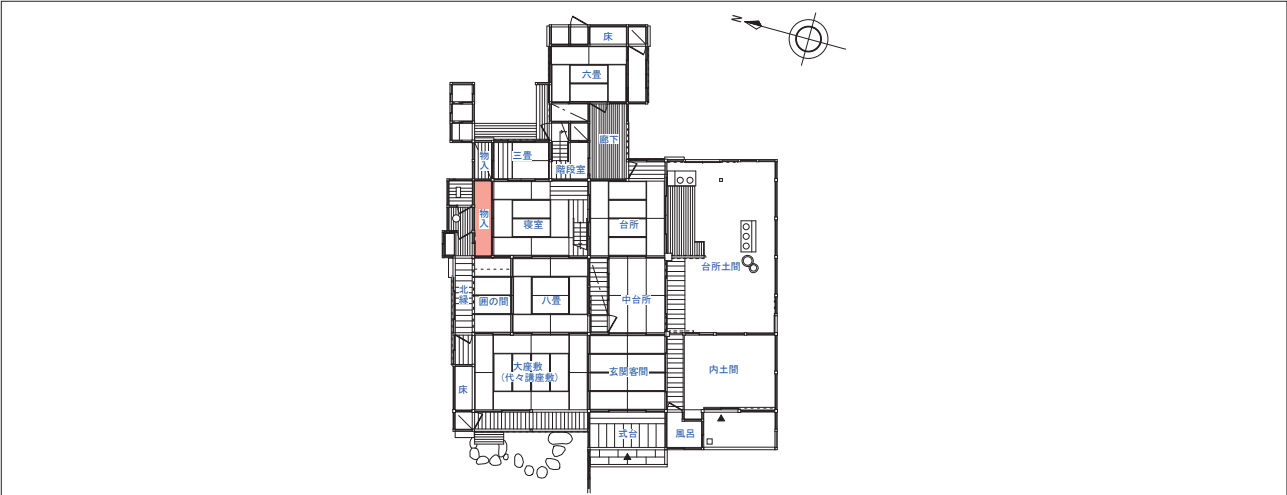 N
床
六畳
廊下
物入
三畳
階段室
物入
寝室
台所
台所土間
北縁
囲の間
八畳
中台所
大座敷
(代々講座敷)
玄関客間
内土間
床
式台
風呂